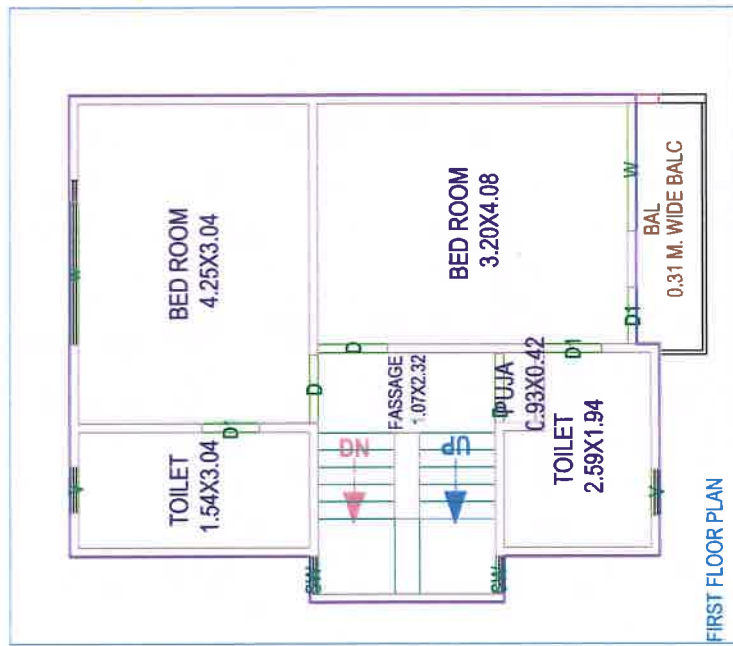 W
V
BED ROOM
4.25X3.04
TOILET
1.54X3.04
D1
D
D
FASSAGE
1.07X2.32
BED ROOM
3.20X4.08
DN
UP
SW
SW
D
PUJA
C.93X0.42
D1
TOILET
2.59X1.94
V
W
D1
BAL
0.31 M. WIDE BALC
FIRST FLOOR PLAN